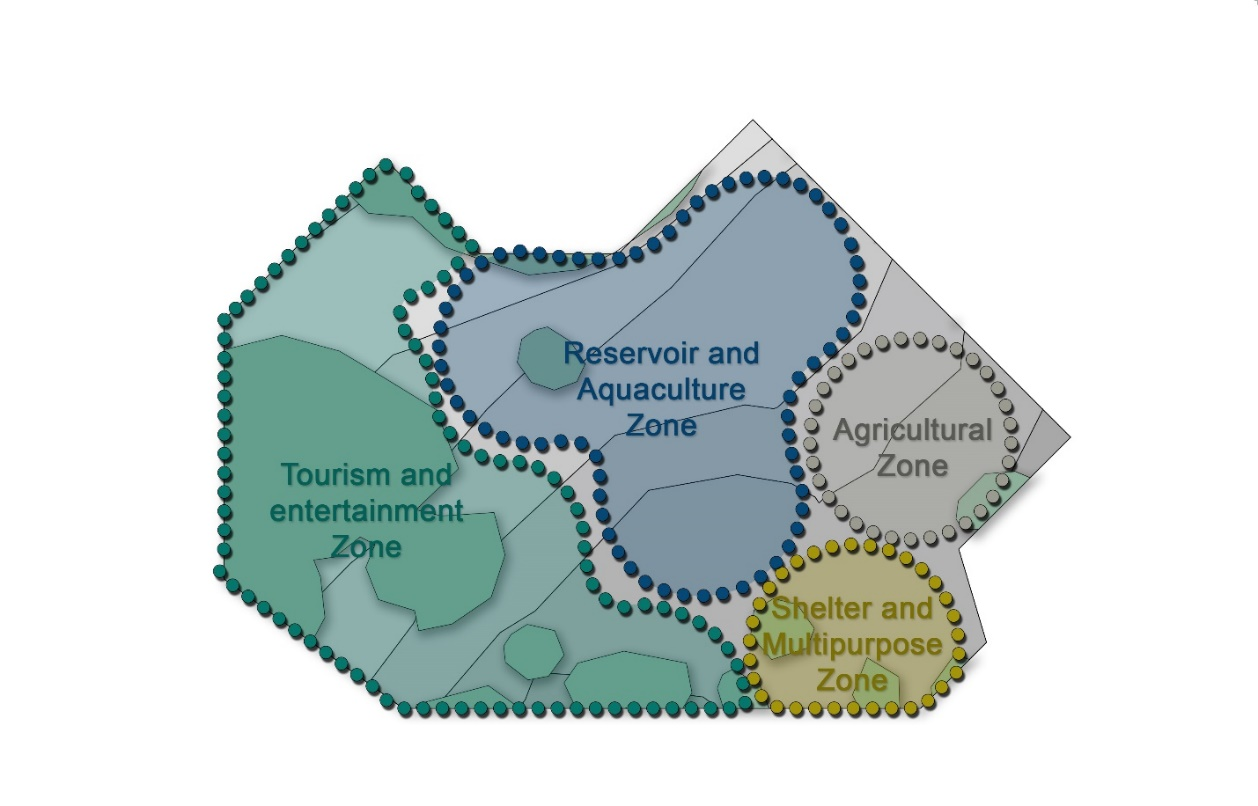 Reservoir and
Aquaculture
Zone
Agricultural
Zone
Tourism and
entertainment
Zone
Shelter and
Multipurpose
Zone